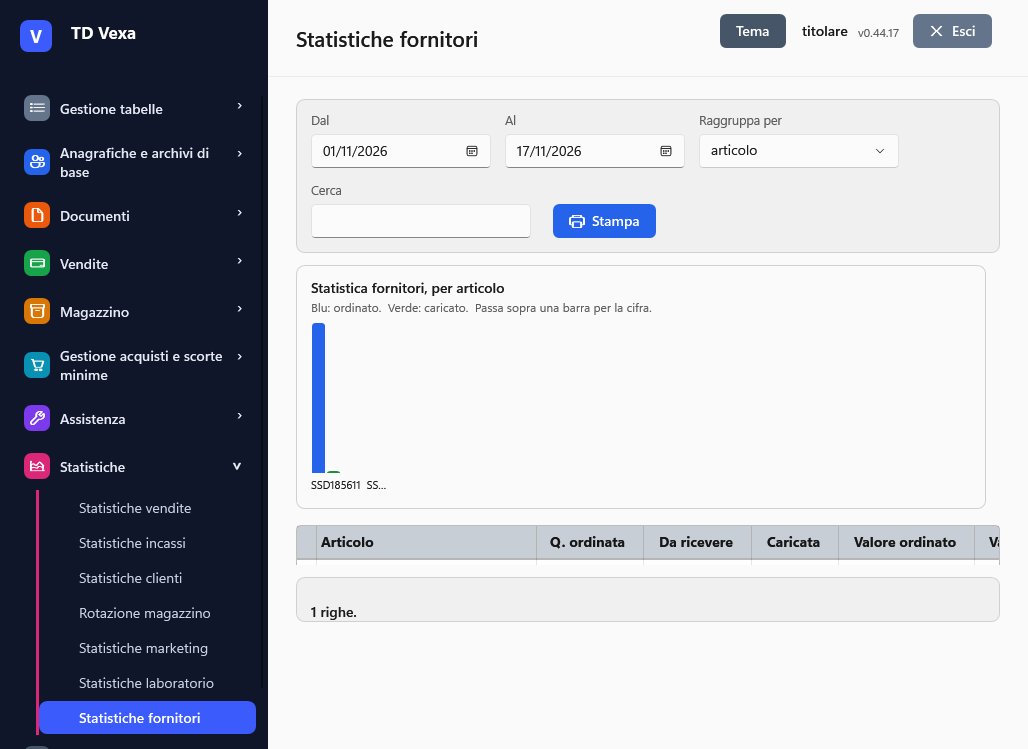 V TD Vexa
Gestione tabelle
Anagrafiche e archivi di
base
Documenti
Vendite
Magazzino
Gestione acquisti e scorte
minime
Assistenza
Statistiche
Statistiche vendite
Statistiche incassi
Statistiche clienti
Rotazione magazzino
Statistiche marketing
Statistiche laboratorio
Statistiche fornitori
Statistiche fornitori
Tema titolare v0.44.17 Esci
Dal Al Raggruppa per
01/11/2026 17/11/2026 articolo
Cerca
Stampa
Statistica fornitori, per articolo
Blu: ordinato. Verde: caricato. Passa sopra una barra per la cifra.
SSD185611 SS...
Articolo Q. ordinata Da ricevere Caricata Valore ordinato
1 righe.